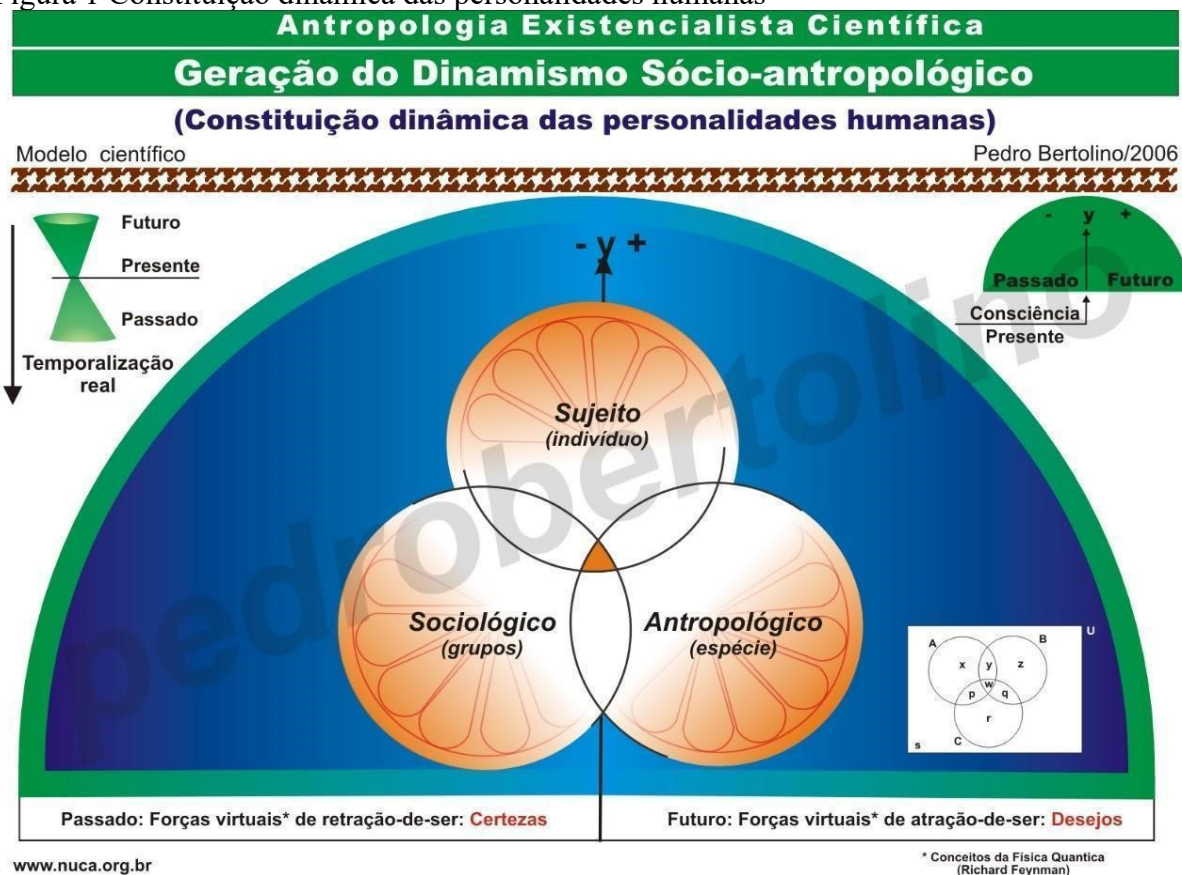 Figura 1 Constituição dinâmica das personalidades humanas
Antropologia Existencialista Científica
Geração do Dinamismo Sócio-antropológico
(Constituição dinâmica das personalidades humanas)
Modelo científico
Pedro Bertolino/2006
Futuro
Presente
Passado
Temporalização
real
- y +
Passado Futuro
Consciência
Presente
- y +
Sujeito
(indivíduo)
Sociológico
(grupos)
Antropológico
(espécie)
pedrobertolino
U
A
B
x
y
z
w
p
q
r
s
C
Passado: Forças virtuais* de retração-de-ser: Certezas
Futuro: Forças virtuais* de atração-de-ser: Desejos
www.nuca.org.br
* Conceitos da Física Quantica
(Richard Feynman)